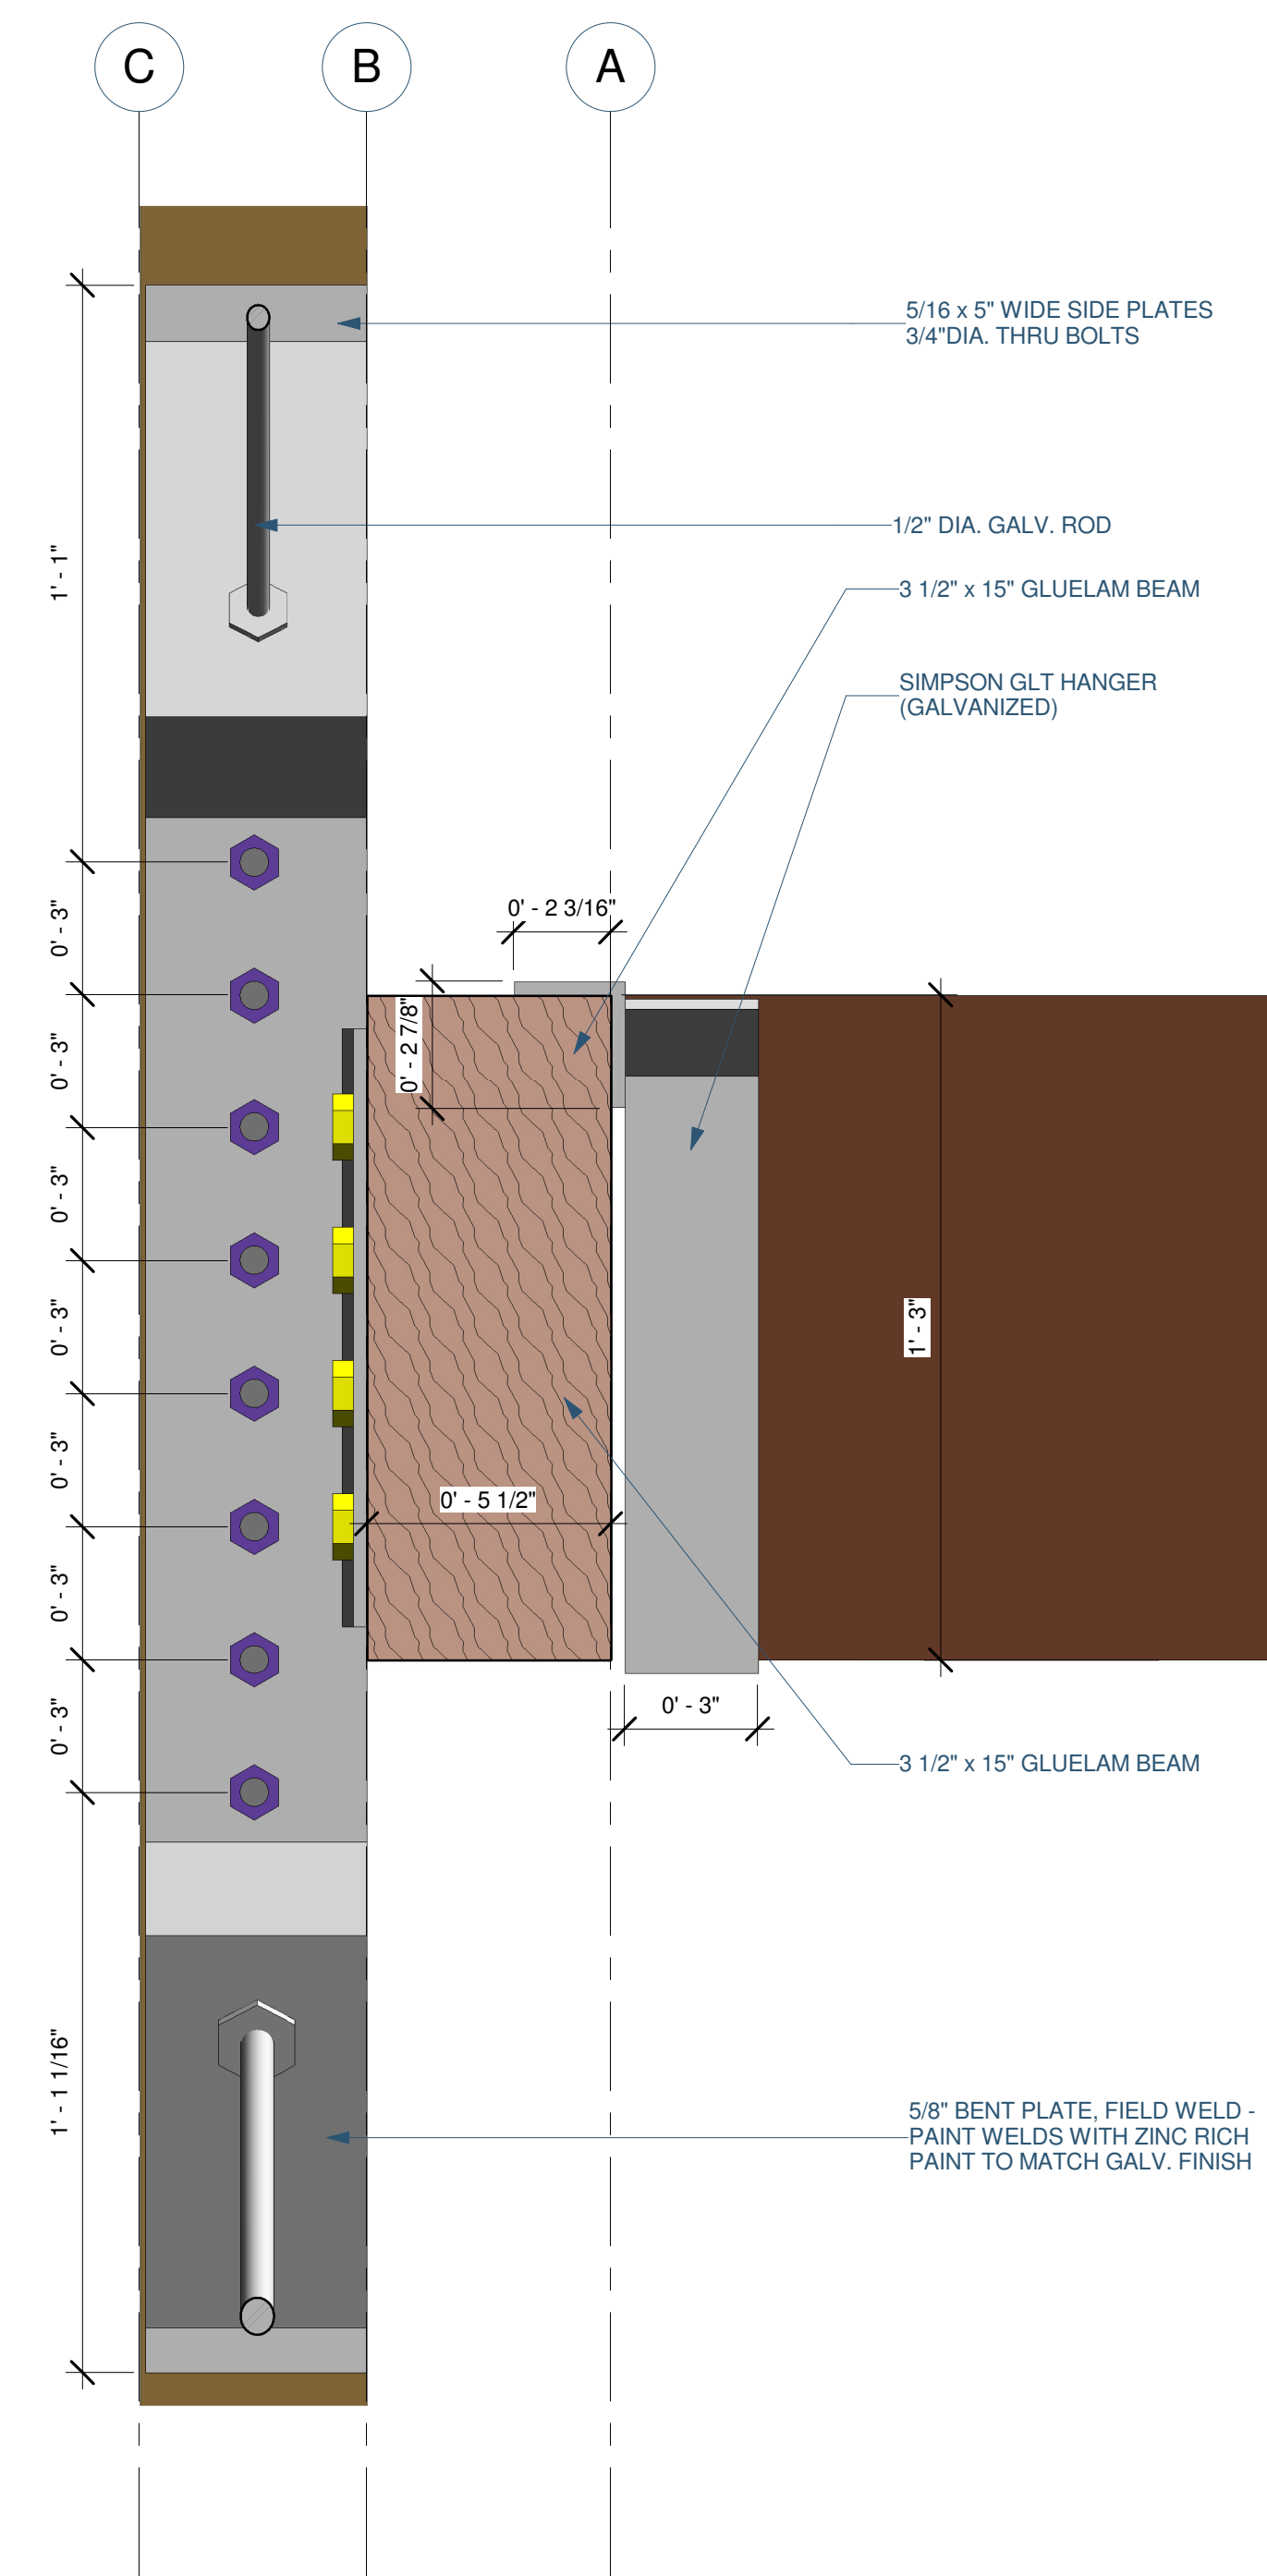 C
B
A
5/16 x 5" WIDE SIDE PLATES
3/4"DIA. THRU BOLTS
1/2" DIA. GALV. ROD
1' - 1"
3 1/2" x 15" GLUELAM BEAM
SIMPSON GLT HANGER
(GALVANIZED)
0' - 2 3/16"
0' - 3"
0' - 2 7/8"
0' - 3"
0' - 3"
0' - 3"
1' - 3"
0' - 3"
0' - 5 1/2"
0' - 3"
0' - 3"
0' - 3"
3 1/2" x 15" GLUELAM BEAM
1' - 1 1/16"
5/8" BENT PLATE, FIELD WELD -
PAINT WELDS WITH ZINC RICH
PAINT TO MATCH GALV. FINISH